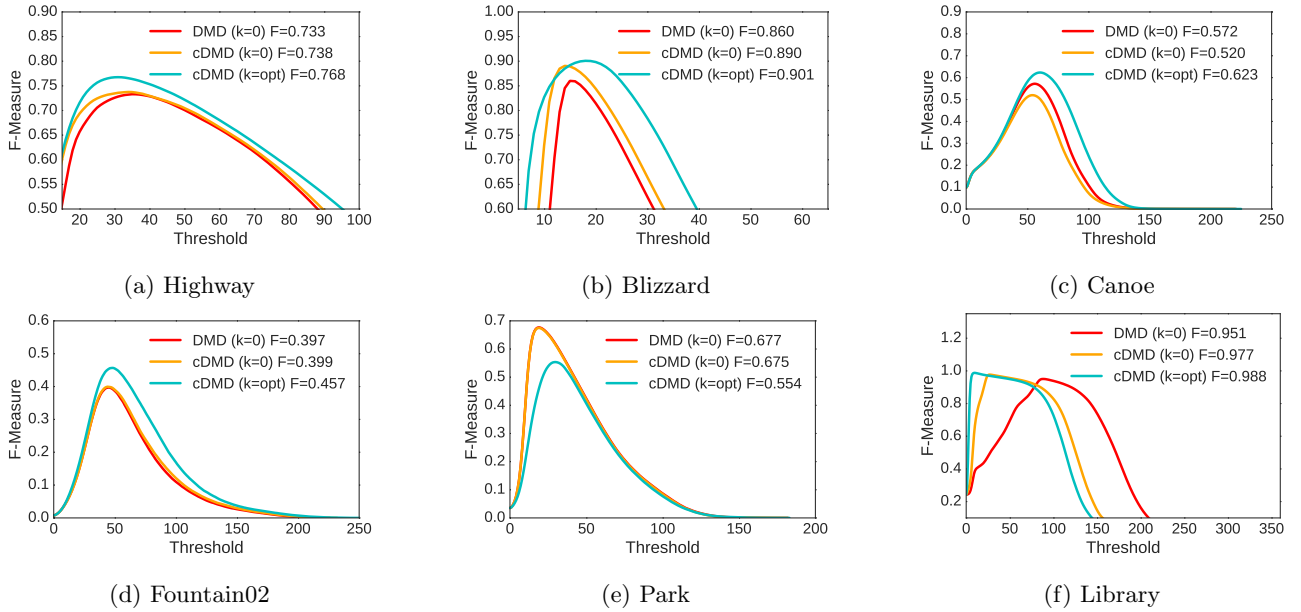 DMD (k=0) F=0.733
cDMD (k=0) F=0.738
cDMD (k=opt) F=0.768
F-Measure
0.90
0.85
0.80
0.75
0.70
0.65
0.60
0.55
0.50
20 30 40 50 60 70 80 90 100
Threshold
(a) Highway
DMD (k=0) F=0.860
cDMD (k=0) F=0.890
cDMD (k=opt) F=0.901
F-Measure
1.00
0.95
0.90
0.85
0.80
0.75
0.70
0.65
0.60
10 20 30 40 50 60
Threshold
(b) Blizzard
DMD (k=0) F=0.572
cDMD (k=0) F=0.520
cDMD (k=opt) F=0.623
F-Measure
0.9
0.8
0.7
0.6
0.5
0.4
0.3
0.2
0.1
0.0
0 50 100 150 200 250
Threshold
(c) Canoe
DMD (k=0) F=0.397
cDMD (k=0) F=0.399
cDMD (k=opt) F=0.457
F-Measure
0.6
0.5
0.4
0.3
0.2
0.1
0.0
0 50 100 150 200 250
Threshold
(d) Fountain02
DMD (k=0) F=0.677
cDMD (k=0) F=0.675
cDMD (k=opt) F=0.554
F-Measure
0.7
0.6
0.5
0.4
0.3
0.2
0.1
0.0
0 50 100 150 200
Threshold
(e) Park
DMD (k=0) F=0.951
cDMD (k=0) F=0.977
cDMD (k=opt) F=0.988
F-Measure
1.2
1.0
0.8
0.6
0.4
0.2
0 50 100 150 200 250 300 350
Threshold
(f) Library